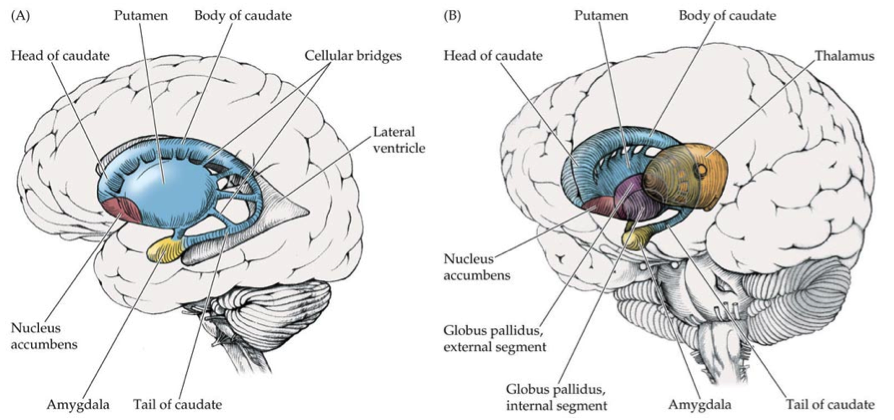 (A)
Putamen
Body of caudate
Head of caudate
Cellular bridges
Lateral
ventricle
Nucleus
accumbens
Amygdala
Tail of caudate
(B)
Putamen
Body of caudate
Head of caudate
Thalamus
Nucleus
accumbens
Globus pallidus,
external segment
Globus pallidus,
internal segment
Amygdala
Tail of caudate